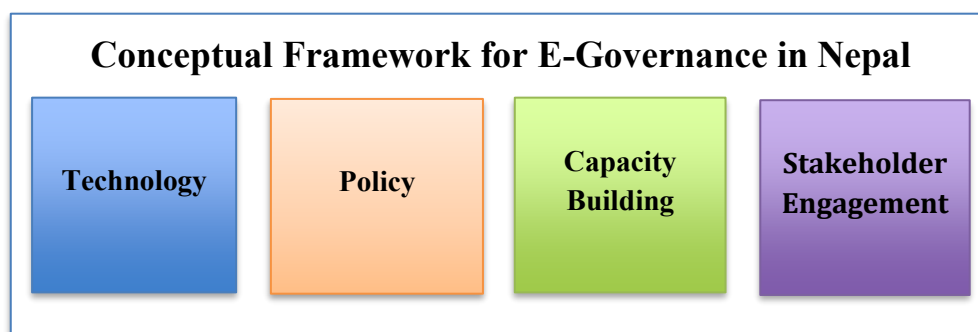 Conceptual Framework for E-Governance in Nepal
Technology
Policy
Capacity
Building
Stakeholder
Engagement